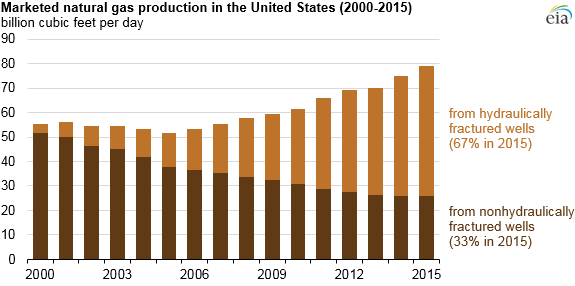 Marketed natural gas production in the United States (2000-2015)
billion cubic feet per day
eia
90
80
70
60
50
40
30
20
10
0
2000
2003
2006
2009
2012
2015
from hydraulically
fractured wells
(67% in 2015)
from nonhydraulically
fractured wells
(33% in 2015)